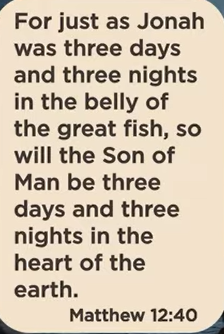 For just as Jonah
was three days
and three nights
in the belly of
the great fish, so
will the Son of
Man be three
days and three
nights in the
heart of the
earth.
Matthew 12:40